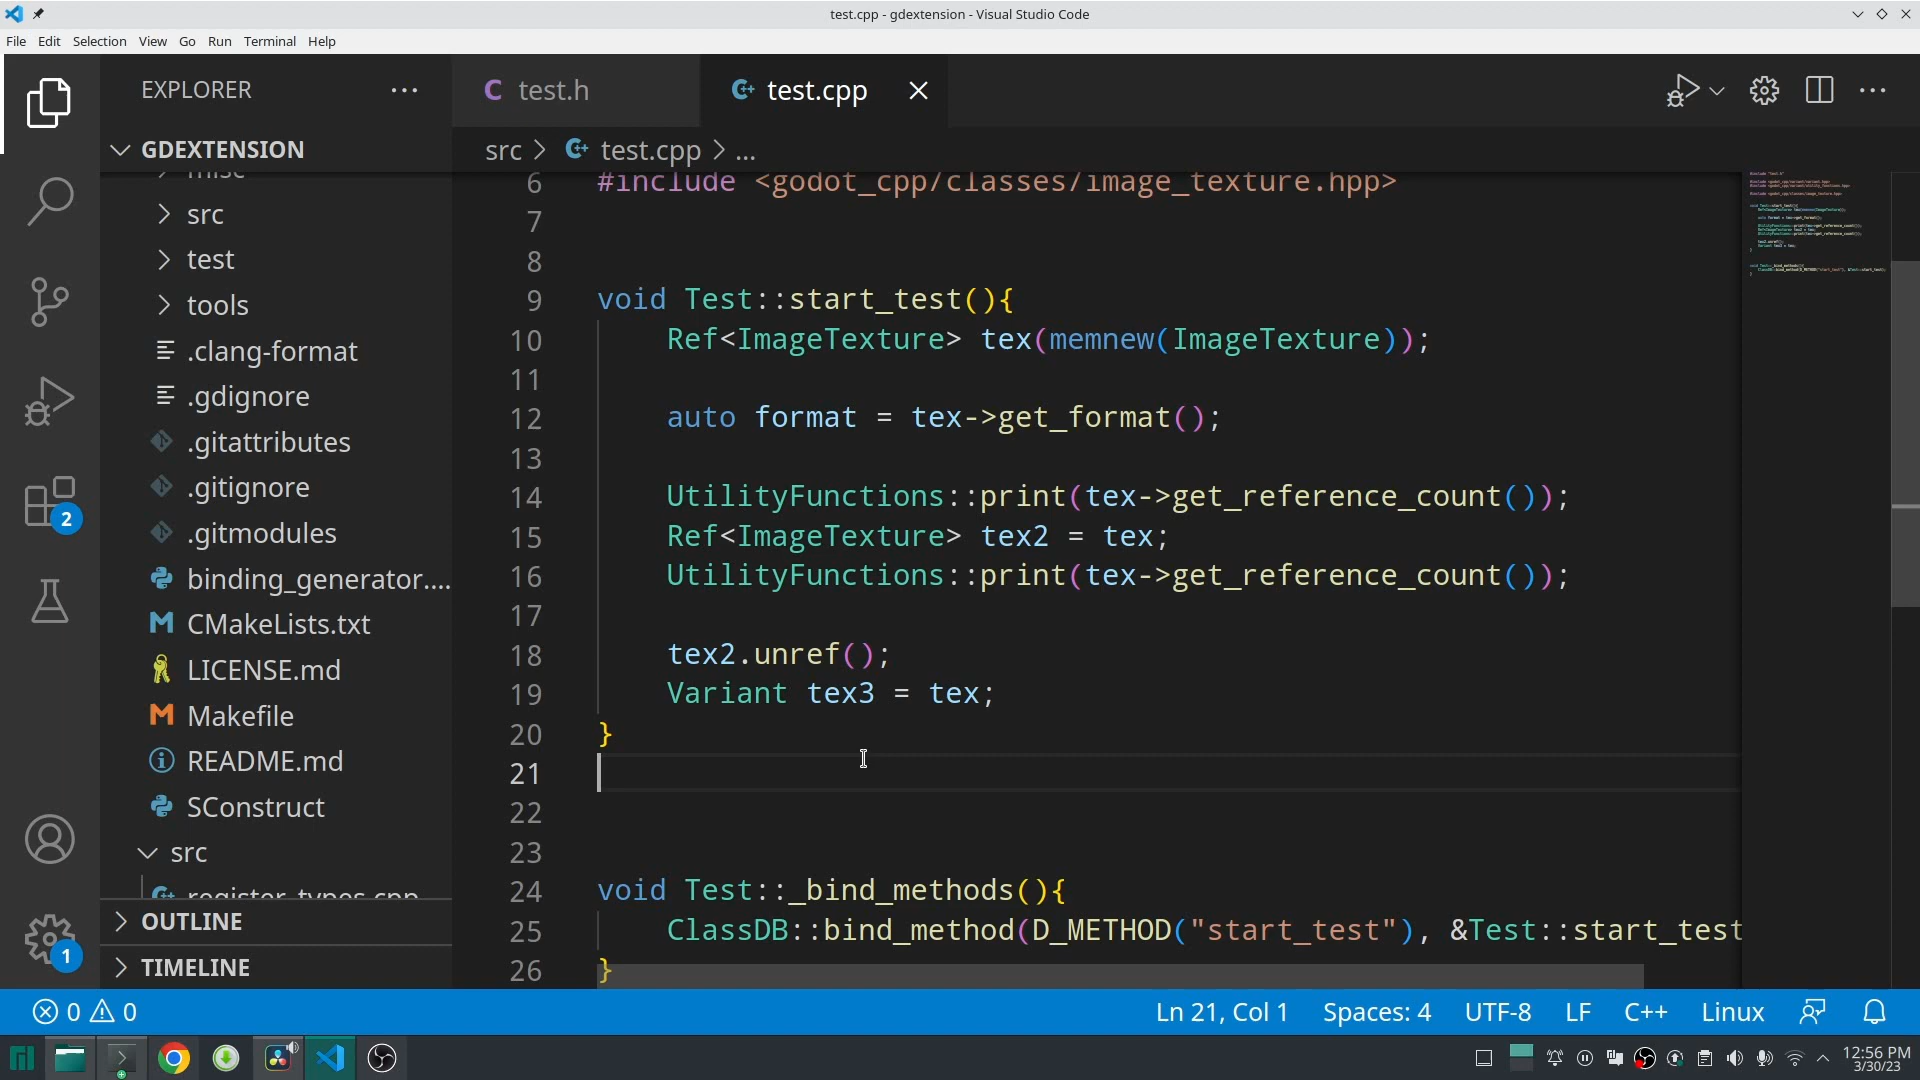 test.cpp - gdextension - Visual Studio Code
File Edit Selection View Go Run Terminal Help
EXPLORER
GDEXTENSION
misc
src
test
tools
.clang-format
.gdignore
.gitattributes
.gitignore
.gitmodules
binding_generator....
CMakeLists.txt
LICENSE.md
Makefile
README.md
SConstruct
src
register_types.cpp
OUTLINE
TIMELINE
2
1
test.h
test.cpp
src > test.cpp > ...
6 #include <godot_cpp/classes/image_texture.hpp>
7
8
9 void Test::start_test(){
10 Ref<ImageTexture> tex(memnew(ImageTexture));
11
12 auto format = tex->get_format();
13
14 UtilityFunctions::print(tex->get_reference_count());
15 Ref<ImageTexture> tex2 = tex;
16 UtilityFunctions::print(tex->get_reference_count());
17
18 tex2.unref();
19 Variant tex3 = tex;
20 }
21
22
23
24 void Test::_bind_methods(){
25 ClassDB::bind_method(D_METHOD("start_test"), &Test::start_test
26 }
0 0
Ln 21, Col 1 Spaces: 4 UTF-8 LF C++ Linux
12:56 PM
3/30/23